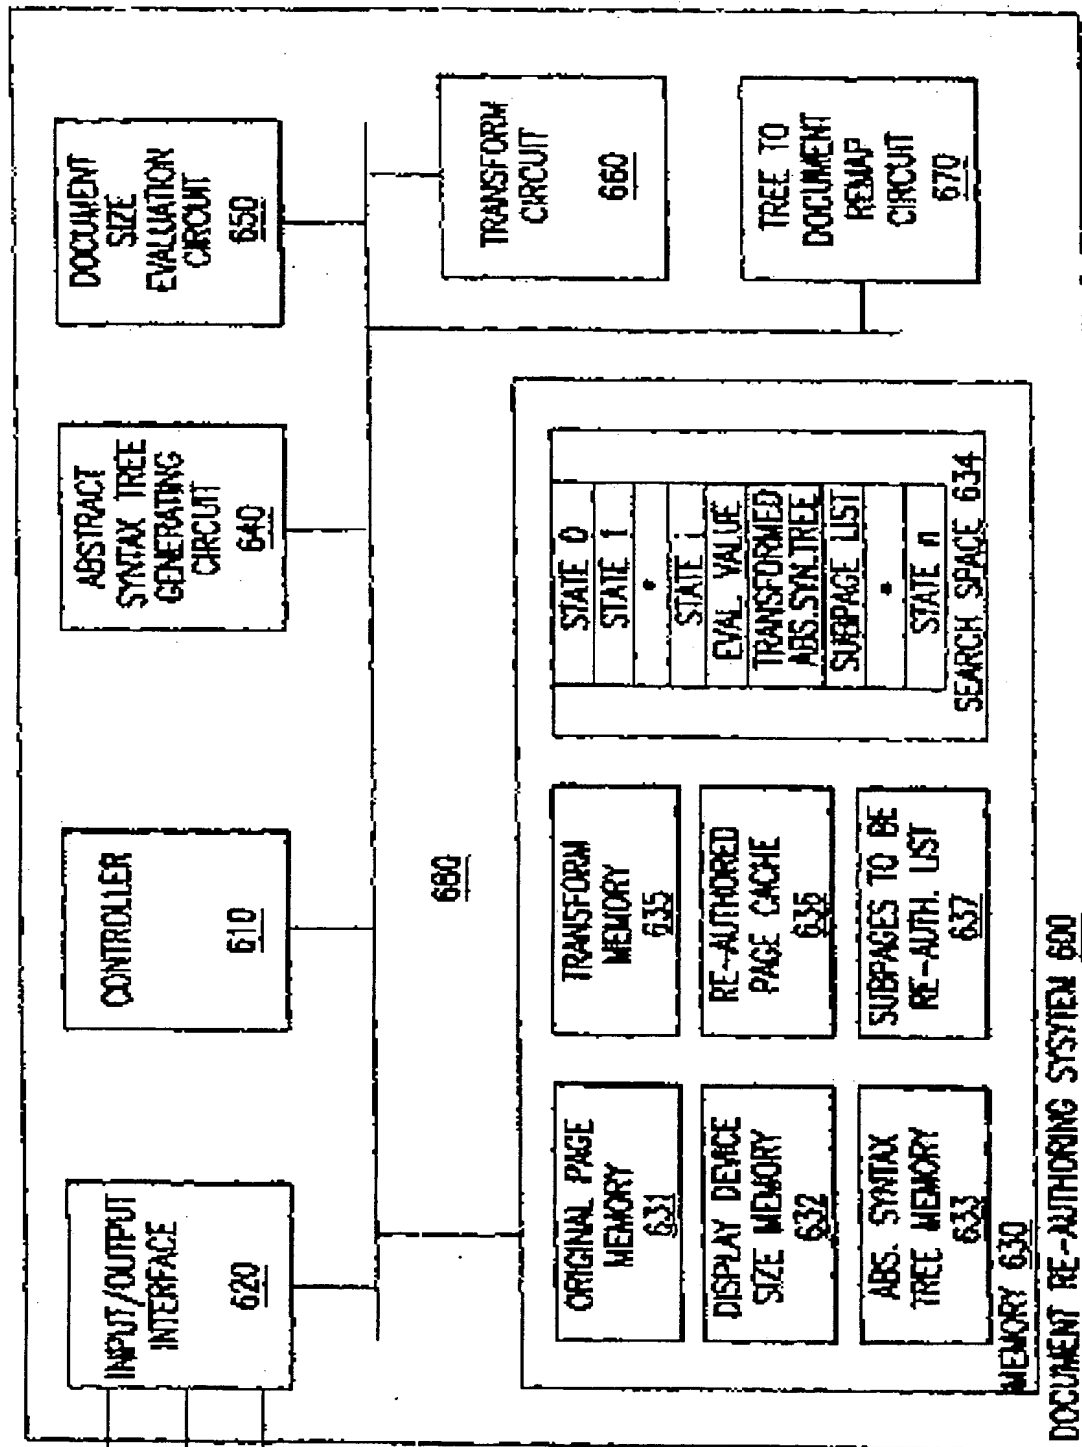 INPUT/OUTPUT
INTERFACE
620
CONTROLLER
610
ABSTRACT
SYNTAX TREE
GENERATING
CIRCUIT
640
DOCUMENT
SIZE
EVALUATION
CIRCUIT
650
680
TRANSFORM
CIRCUIT
660
TREE TO
DOCUMENT
REMAP
CIRCUIT
670
ORIGINAL PAGE
MEMORY
631
DISPLAY DEVICE
SIZE MEMORY
632
ABS. SYNTAX
TREE MEMORY
633
TRANSFORM
MEMORY
635
RE-AUTHORED
PAGE CACHE
636
SUBPAGES TO BE
RE-AUTH. LIST
637
STATE 0
STATE 1
STATE i
EVAL. VALUE
TRANSFORMED
ABS.SYN.TREE
SUBPAGE LIST
STATE n
SEARCH SPACE 634
MEMORY 630
DOCUMENT RE-AUTHORING SYSYTEM 600